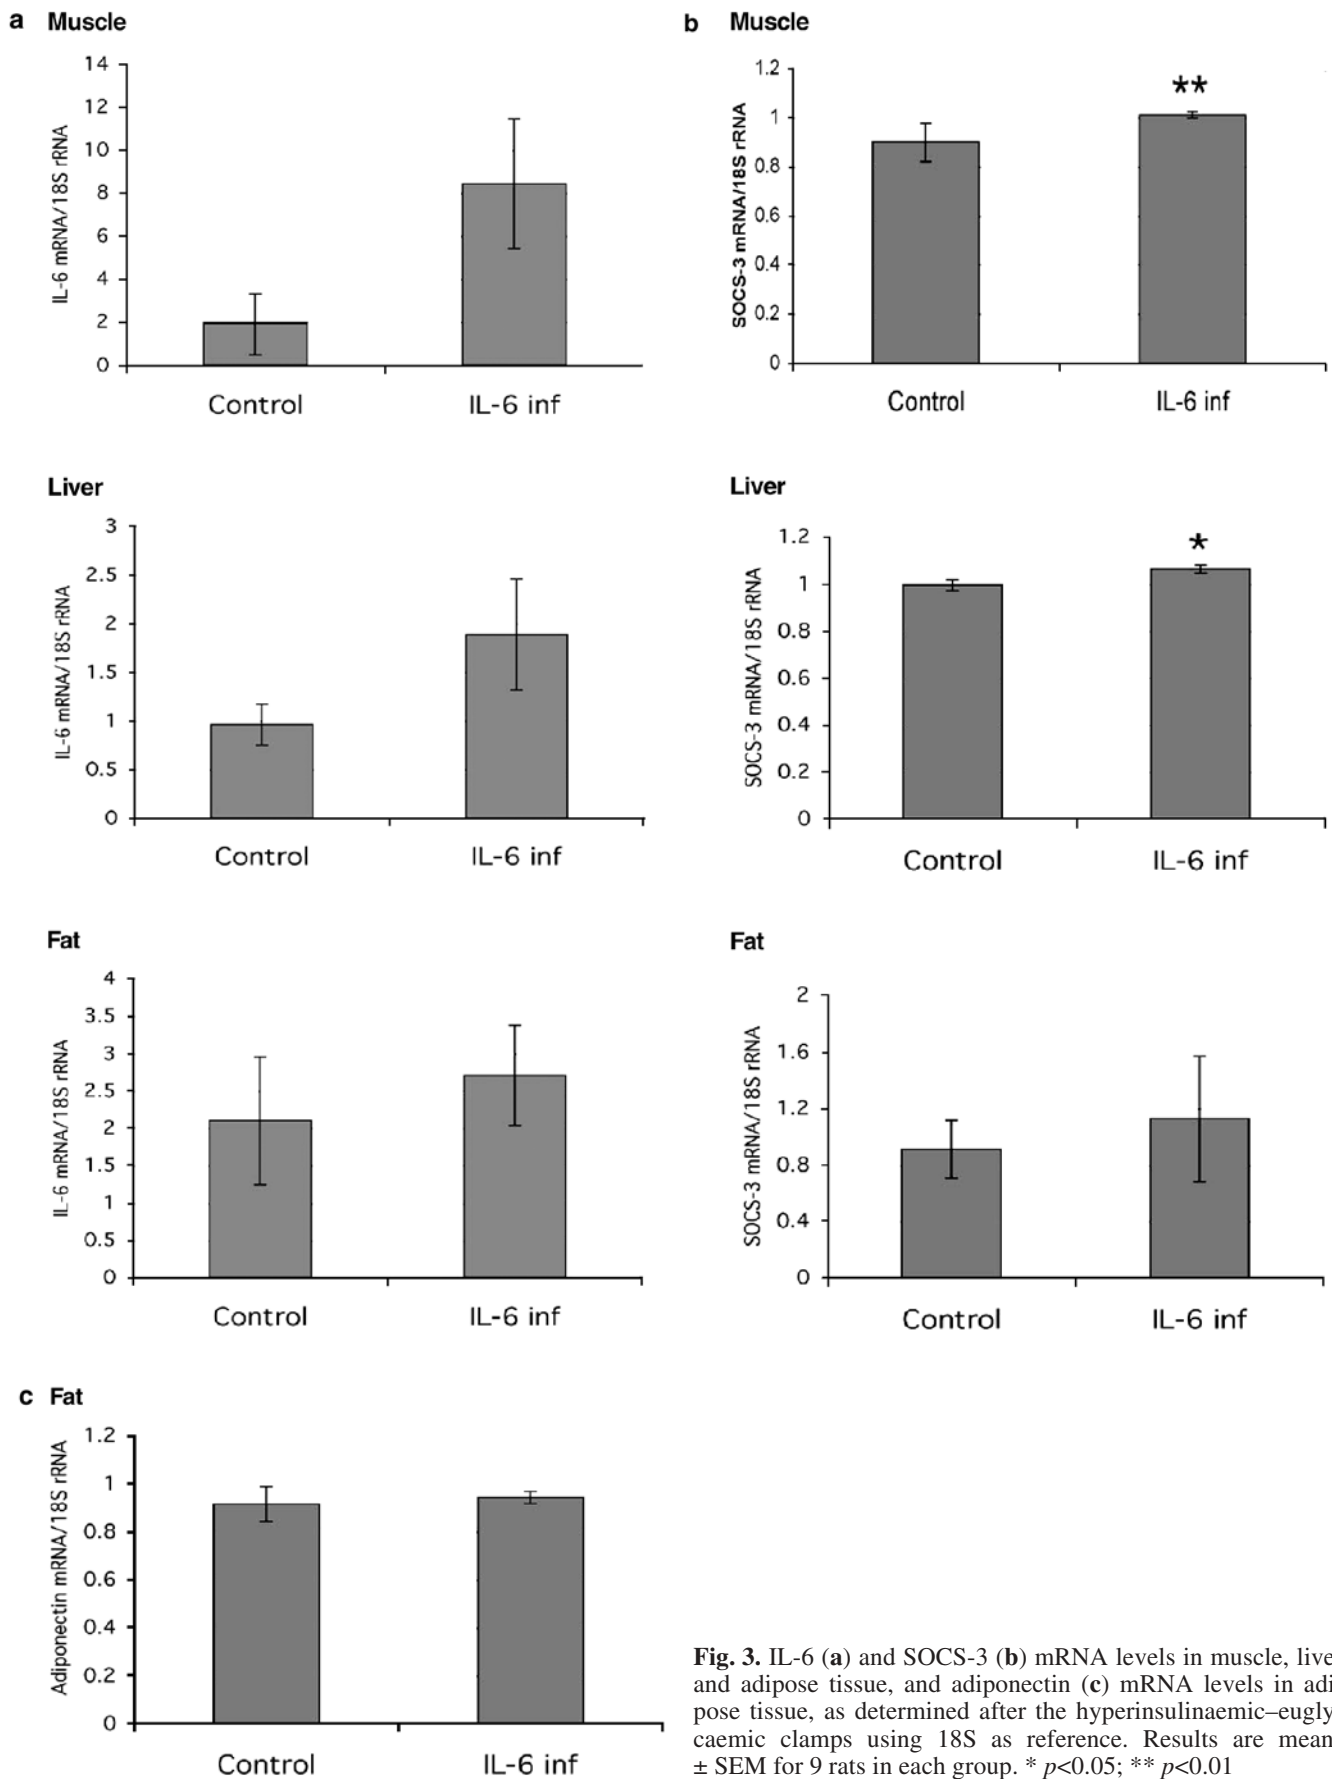 a Muscle
14
12
10
8
6
4
2
0
IL-6 mRNA/18S rRNA
Control
IL-6 inf
b Muscle
1.2
1
0.8
0.6
0.4
0.2
0
SOCS-3 mRNA/18S rRNA
**
Control
IL-6 inf
Liver
3
2.5
2
1.5
1
0.5
0
IL-6 mRNA/18S rRNA
Control
IL-6 inf
Liver
1.2
1
0.8
0.6
0.4
0.2
0
SOCS-3 mRNA/18S rRNA
*
Control
IL-6 inf
Fat
4
3.5
3
2.5
2
1.5
1
0.5
0
IL-6 mRNA/18S rRNA
Control
IL-6 inf
Fat
2
1.6
1.2
0.8
0.4
0
SOCS-3 mRNA/18S rRNA
Control
IL-6 inf
c Fat
1.2
1
0.8
0.6
0.4
0.2
0
Adiponectin mRNA/18S rRNA
Control
IL-6 inf
Fig. 3. IL-6 (a) and SOCS-3 (b) mRNA levels in muscle, live
and adipose tissue, and adiponectin (c) mRNA levels in adi
pose tissue, as determined after the hyperinsulinaemic–eugly
caemic clamps using 18S as reference. Results are mean
± SEM for 9 rats in each group. * p<0.05; ** p<0.01